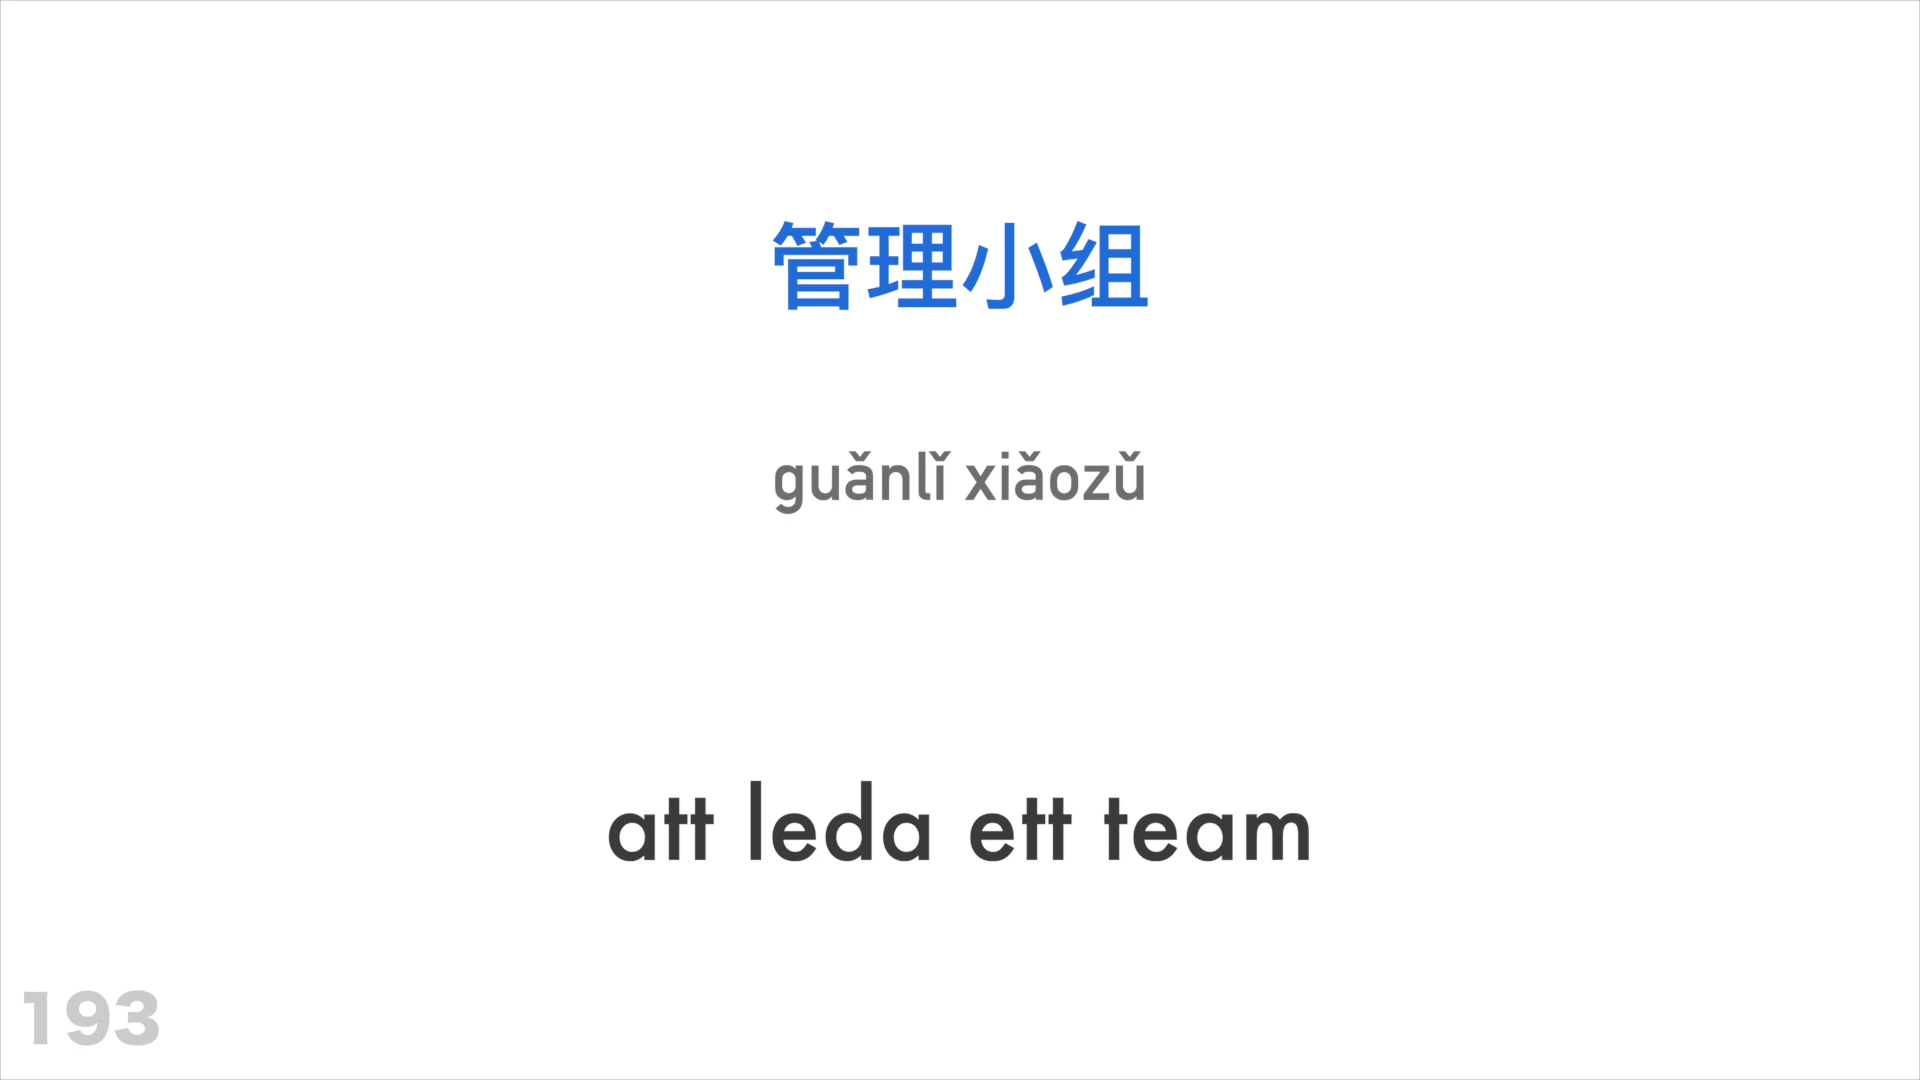 管理小组
guǎnlǐ xiǎozǔ
att leda ett team
193